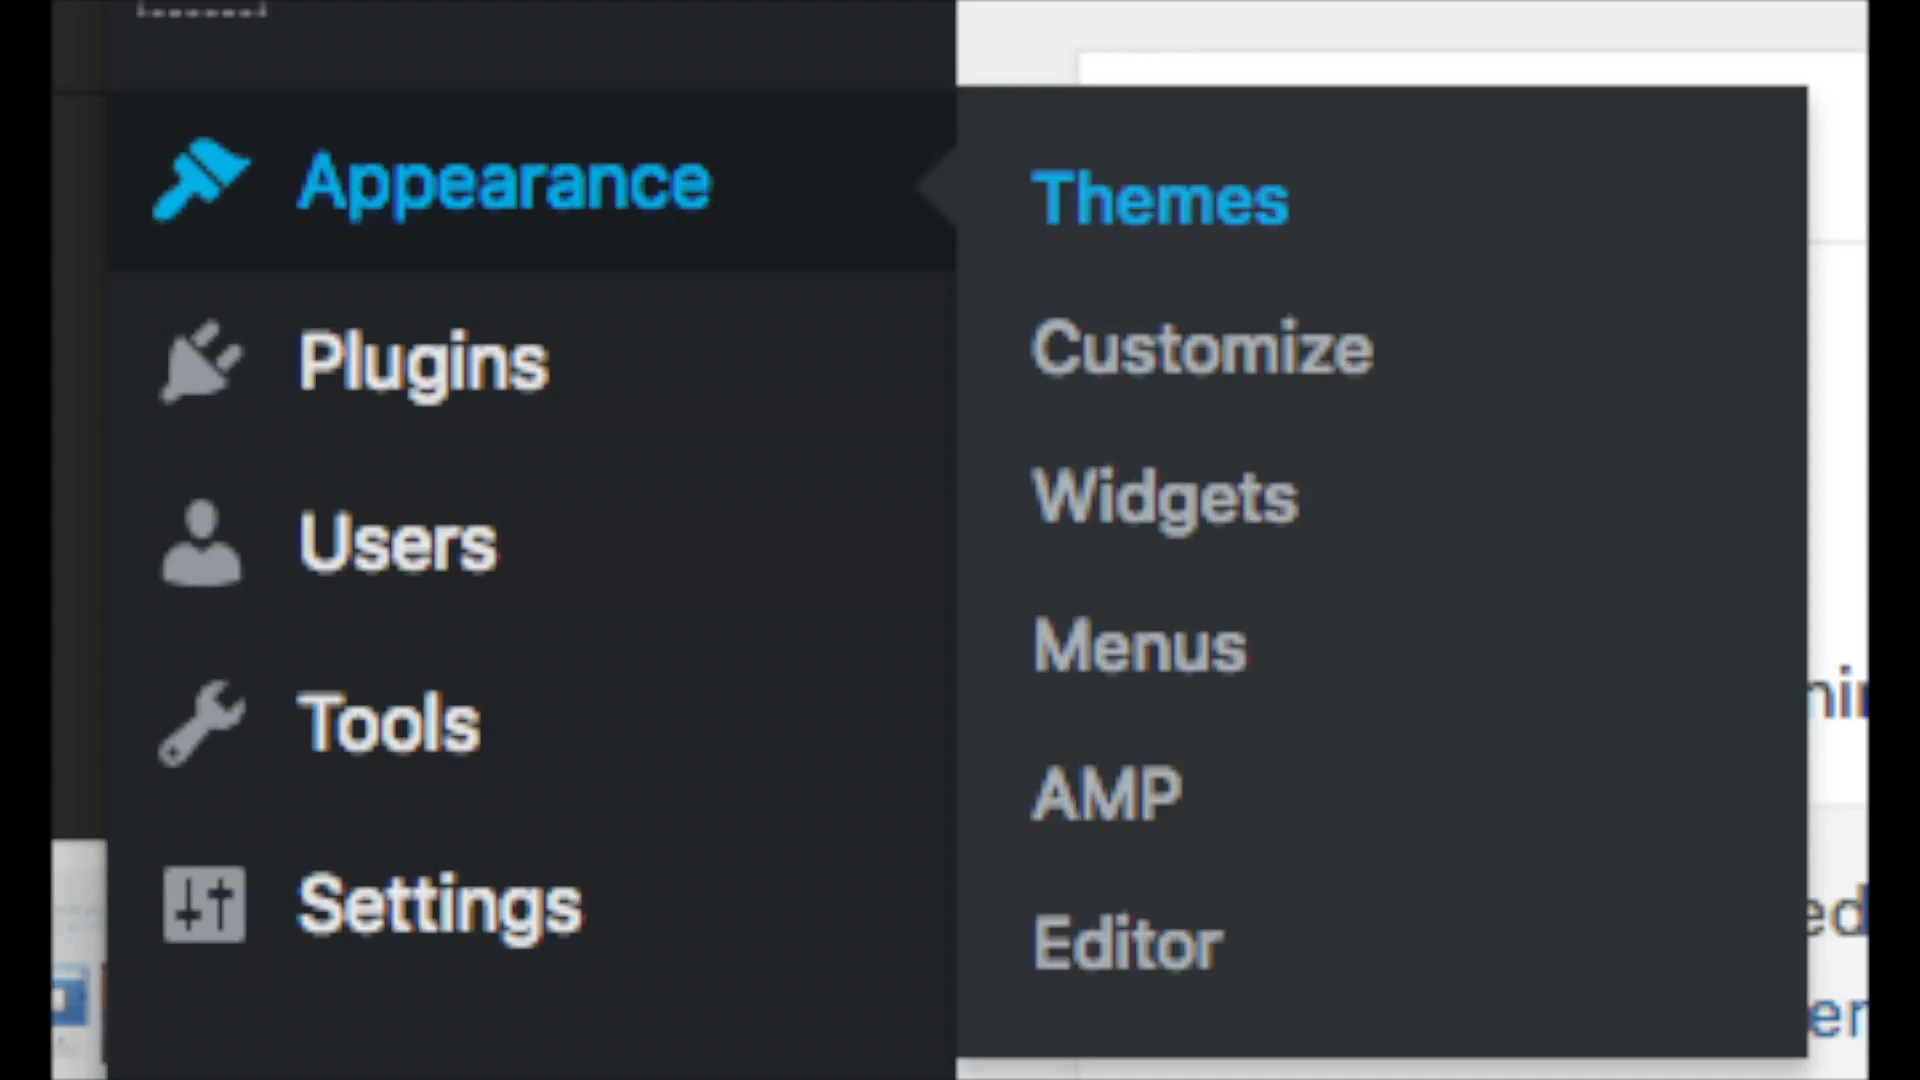 Appearance
Plugins
Users
Tools
Settings
Themes
Customize
Widgets
Menus
AMP
Editor